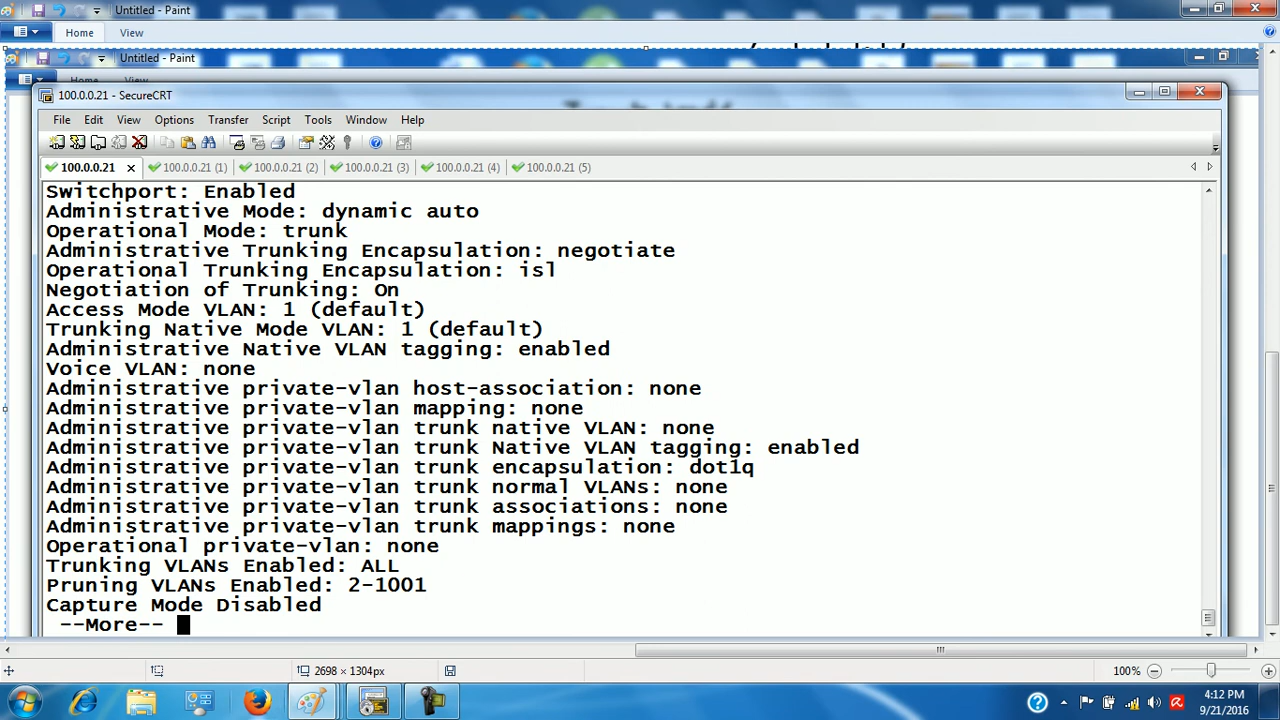 Untitled - Paint
Home View
Untitled - Paint
100.0.0.21 - SecureCRT
File Edit View Options Transfer Script Tools Window Help
100.0.0.21 100.0.0.21 (1) 100.0.0.21 (2) 100.0.0.21 (3) 100.0.0.21 (4) 100.0.0.21 (5)
Switchport: Enabled
Administrative Mode: dynamic auto
Operational Mode: trunk
Administrative Trunking Encapsulation: negotiate
Operational Trunking Encapsulation: isl
Negotiation of Trunking: On
Access Mode VLAN: 1 (default)
Trunking Native Mode VLAN: 1 (default)
Administrative Native VLAN tagging: enabled
Voice VLAN: none
Administrative private-vlan host-association: none
Administrative private-vlan mapping: none
Administrative private-vlan trunk native VLAN: none
Administrative private-vlan trunk Native VLAN tagging: enabled
Administrative private-vlan trunk encapsulation: dot1q
Administrative private-vlan trunk normal VLANs: none
Administrative private-vlan trunk associations: none
Administrative private-vlan trunk mappings: none
Operational private-vlan: none
Trunking VLANs Enabled: ALL
Pruning VLANs Enabled: 2-1001
Capture Mode Disabled
--More--
2698 × 1304px 100%
4:12 PM
9/21/2016